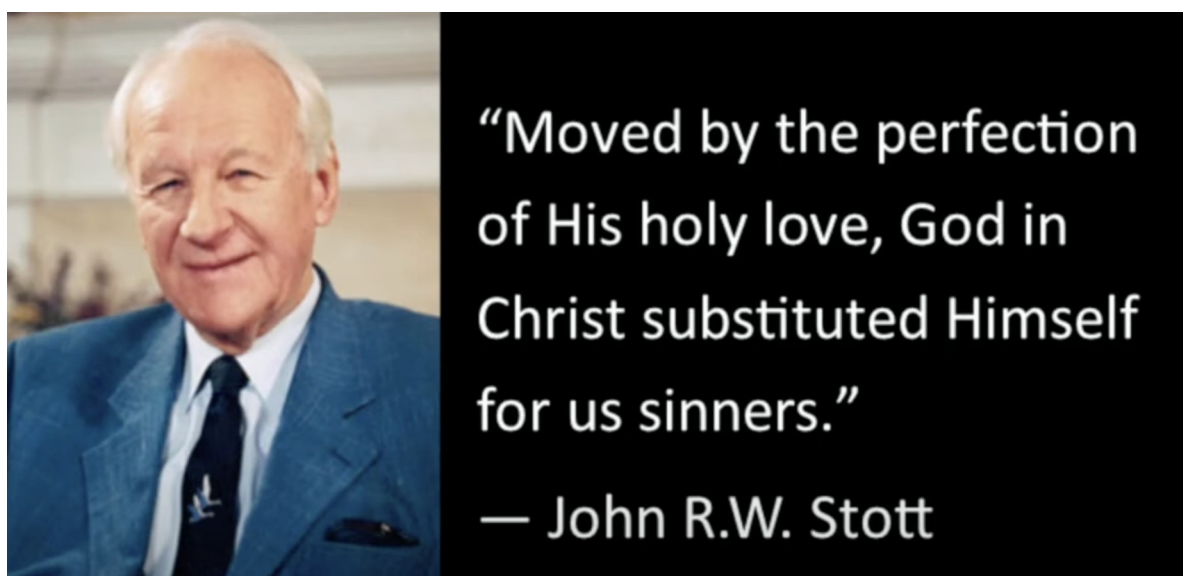 “Moved by the perfection
of His holy love, God in
Christ substituted Himself
for us sinners.”
— John R.W. Stott